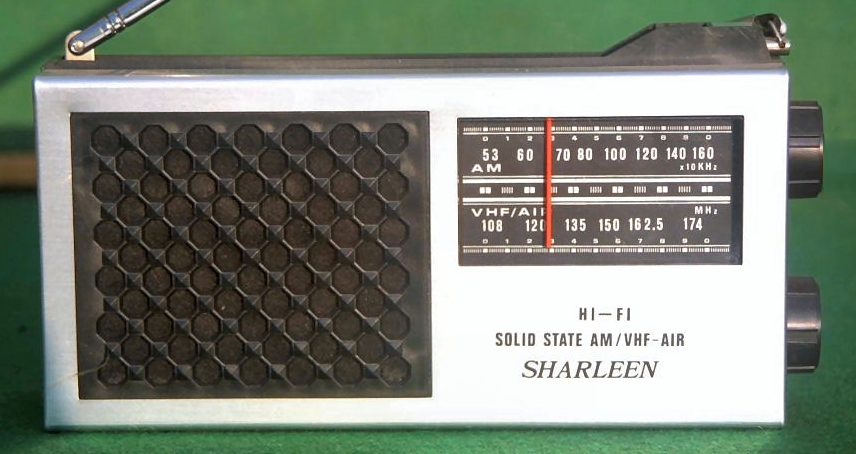 0 1 2 3 4 5 6 7 8 9 0
53 60 70 80 100 120 140 160
AM x10KHz
VHF/AIR MHz
108 120 135 150 162.5 174
0 1 2 3 4 5 6 7 8 9 0
HI-FI
SOLID STATE AM/VHF-AIR
SHARLEEN